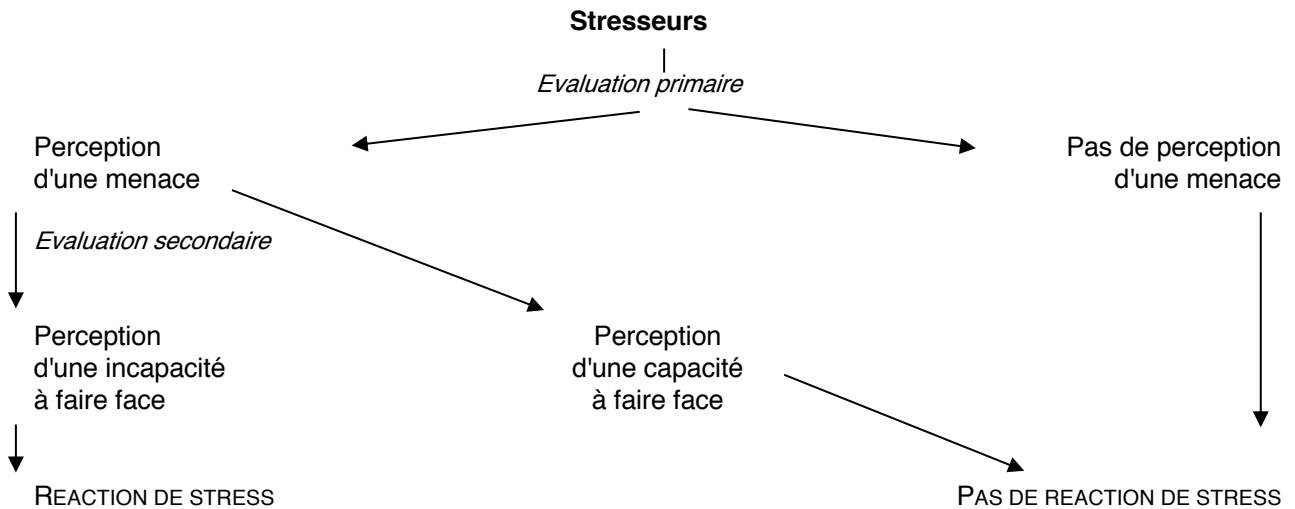 Stresseurs
Evaluation primaire
Perception
d'une menace
Pas de perception
d'une menace
Evaluation secondaire
Perception
d'une incapacité
à faire face
Perception
d'une capacité
à faire face
REACTION DE STRESS
PAS DE REACTION DE STRESS